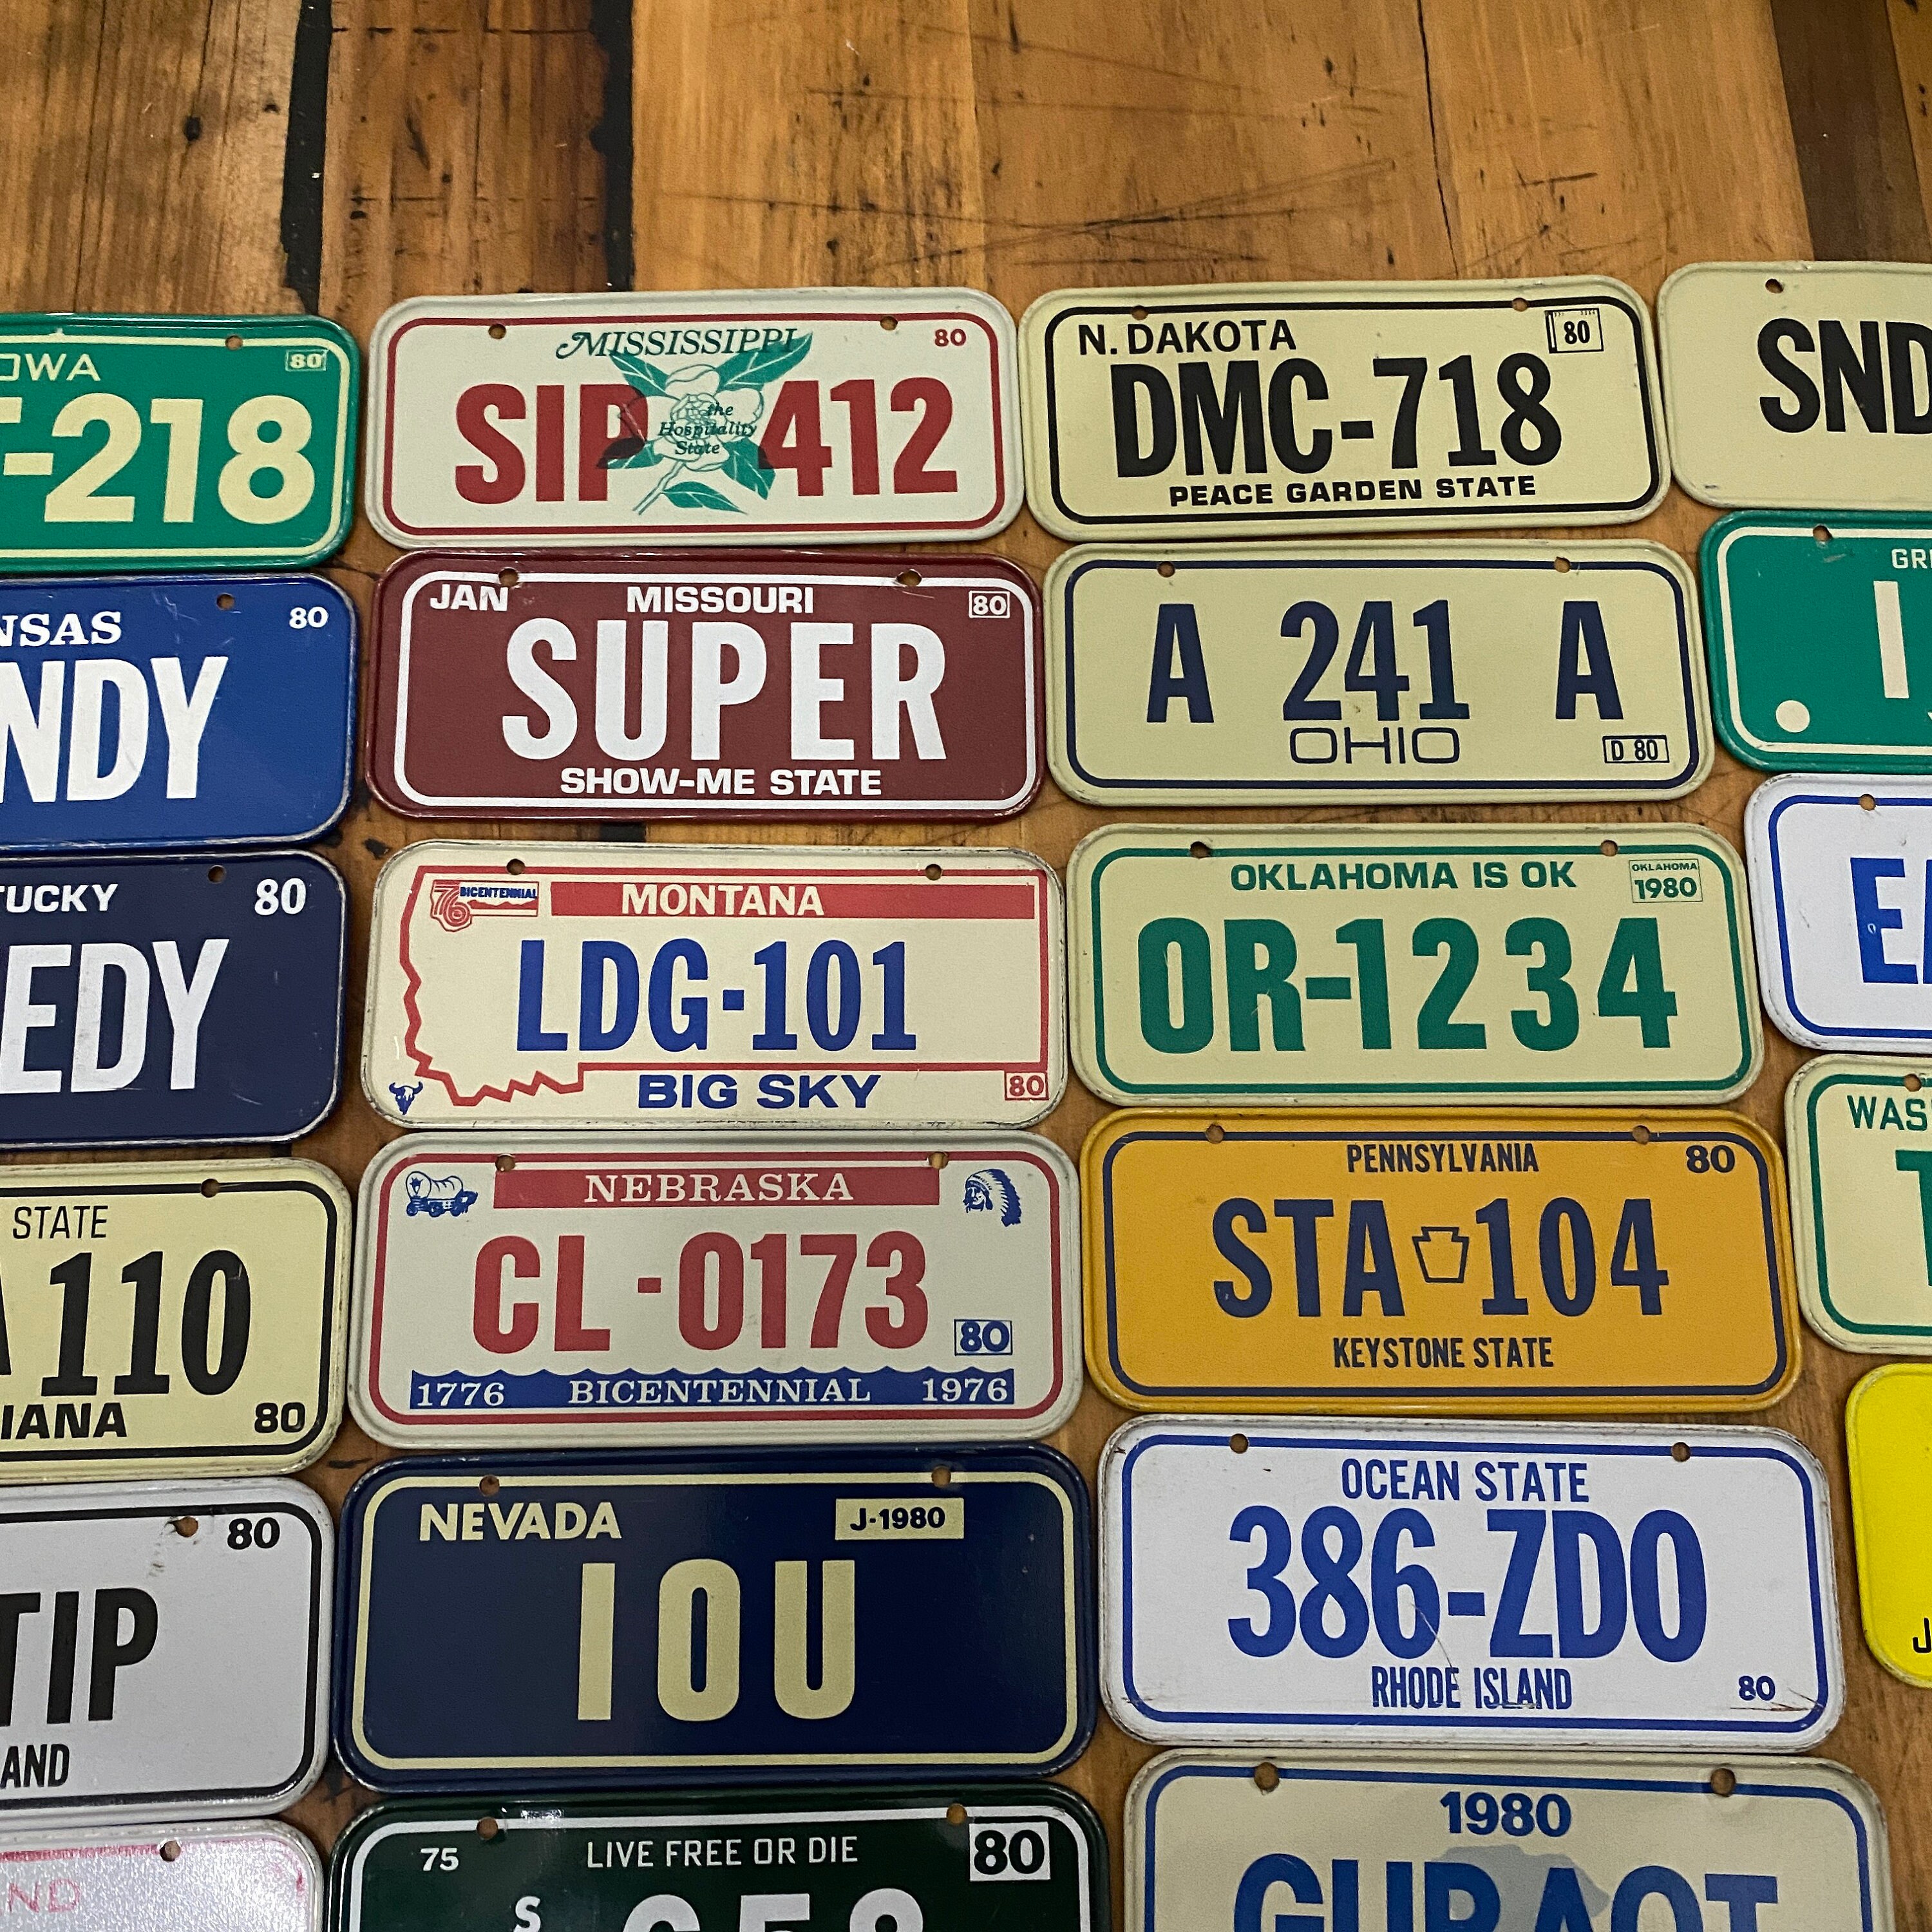 OWA 80
-218
NSAS 80
NDY
TUCKY 80
EDY
STATE
A 110
IANA 80
80
TIP
AND
ND
MISSISSIPPI 80
SIP 412
the
Hospitality
State
JAN MISSOURI 80
SUPER
SHOW-ME STATE
76 BICENTENNIAL MONTANA
LDG-101
BIG SKY 80
NEBRASKA
CL-0173
80
1776 BICENTENNIAL 1976
NEVADA J-1980
IOU
75 LIVE FREE OR DIE 80
S
N. DAKOTA 80
DMC-718
PEACE GARDEN STATE
A 241 A
OHIO D 80
OKLAHOMA IS OK OKLAHOMA
1980
OR-1234
PENNSYLVANIA 80
STA 104
KEYSTONE STATE
OCEAN STATE
386-ZDO
RHODE ISLAND 80
1980
SND
GR
I
EA
WAS
1
J